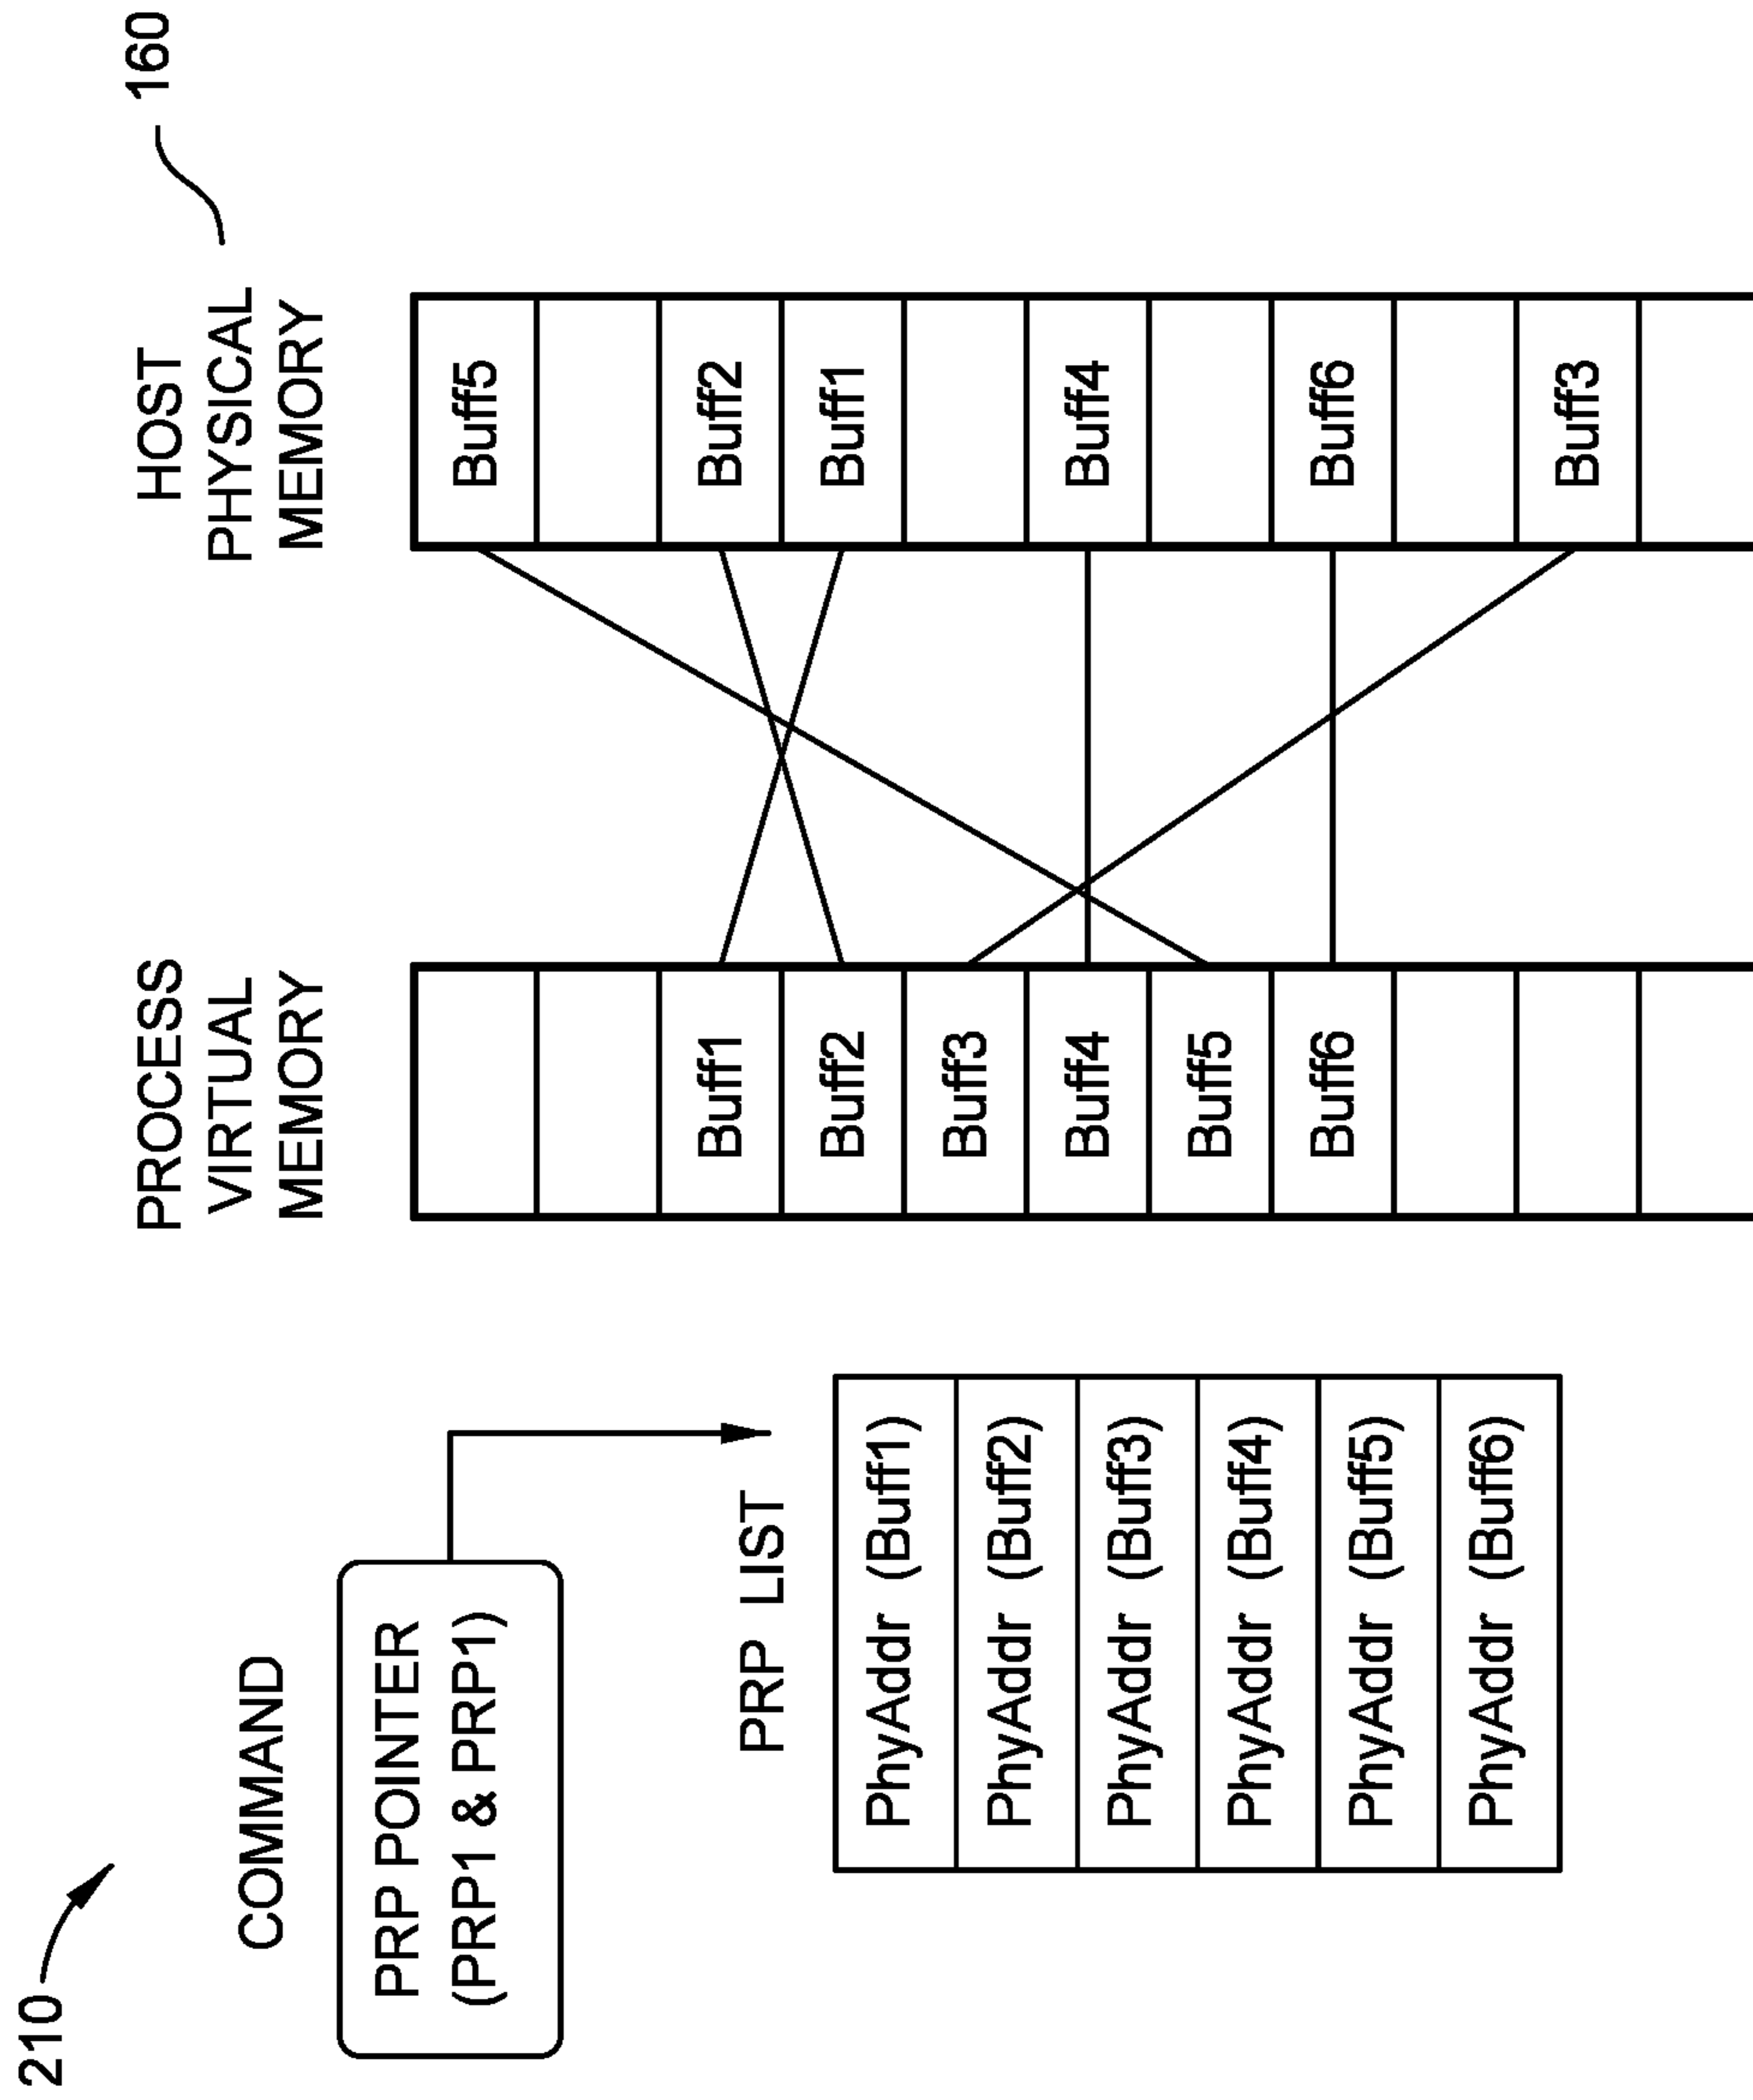 210
COMMAND
PRP POINTER
(PRP1 & PRP1)
PRP LIST
PhyAddr (Buff1)
PhyAddr (Buff2)
PhyAddr (Buff3)
PhyAddr (Buff4)
PhyAddr (Buff5)
PhyAddr (Buff6)
PROCESS
VIRTUAL
MEMORY
Buff1
Buff2
Buff3
Buff4
Buff5
Buff6
160
HOST
PHYSICAL
MEMORY
Buff5
Buff2
Buff1
Buff4
Buff6
Buff3